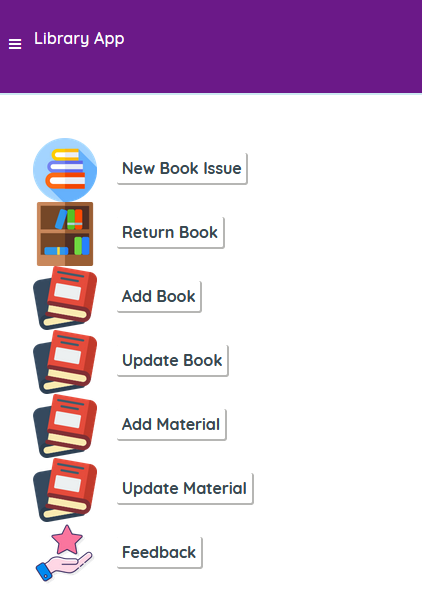 Library App
New Book Issue
Return Book
Add Book
Update Book
Add Material
Update Material
Feedback